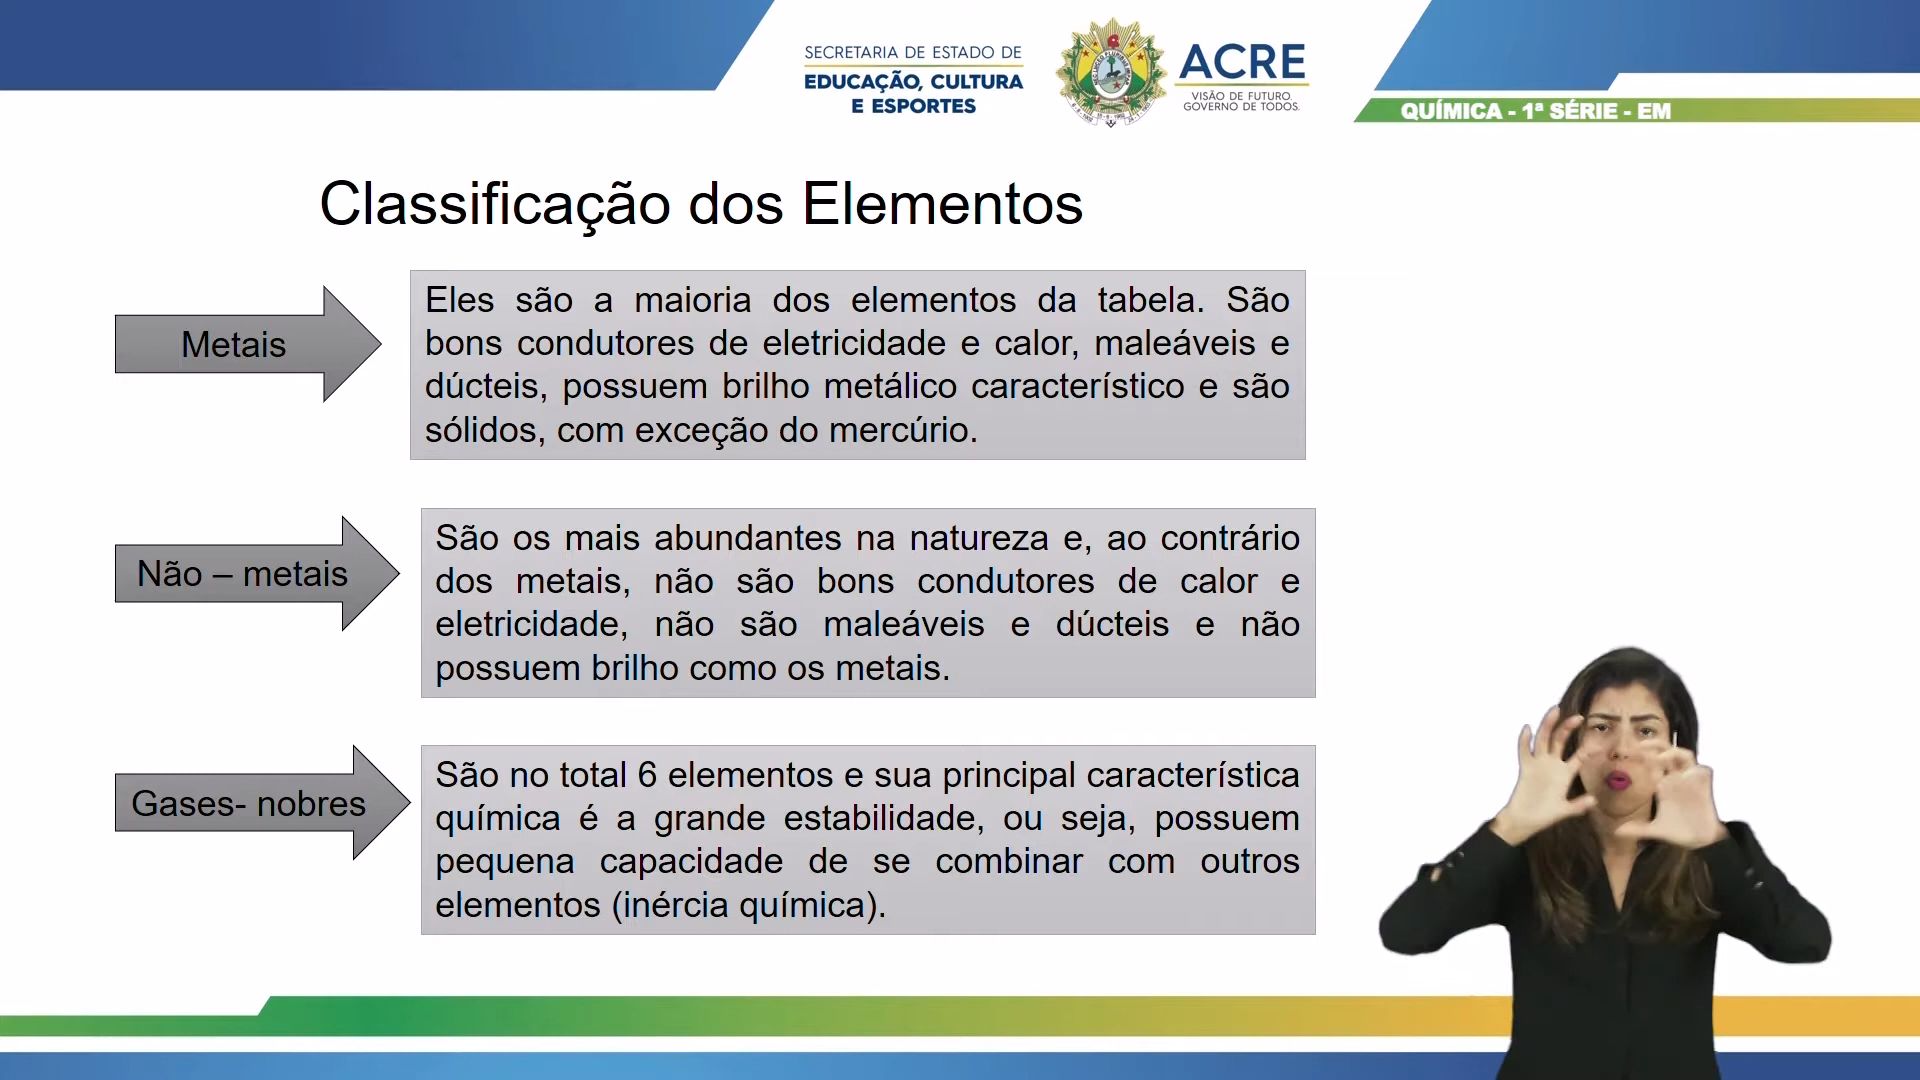 SECRETARIA DE ESTADO DE
EDUCAÇÃO, CULTURA
E ESPORTES
ACRE
VISÃO DE FUTURO.
GOVERNO DE TODOS.
QUÍMICA - 1ª SÉRIE - EM
Classificação dos Elementos
Metais
Eles são a maioria dos elementos da tabela. São
bons condutores de eletricidade e calor, maleáveis e
dúcteis, possuem brilho metálico característico e são
sólidos, com exceção do mercúrio.
Não – metais
São os mais abundantes na natureza e, ao contrário
dos metais, não são bons condutores de calor e
eletricidade, não são maleáveis e dúcteis e não
possuem brilho como os metais.
Gases- nobres
São no total 6 elementos e sua principal característica
química é a grande estabilidade, ou seja, possuem
pequena capacidade de se combinar com outros
elementos (inércia química).